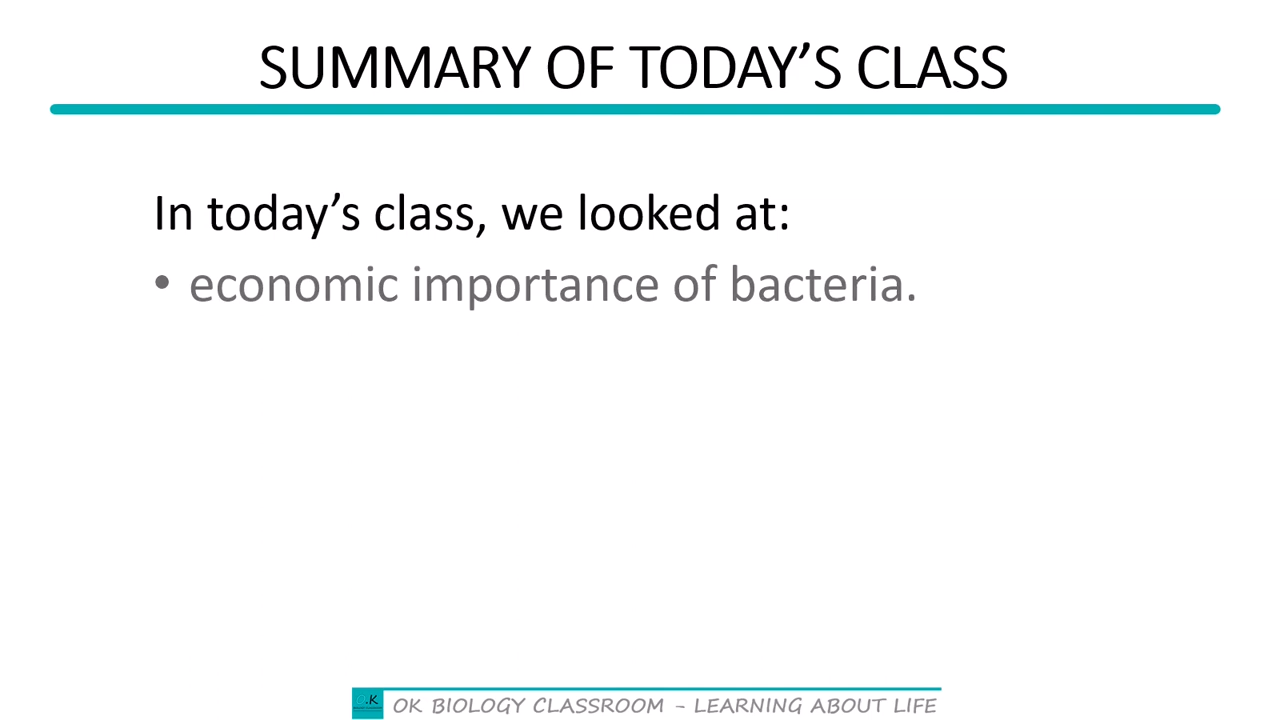 SUMMARY OF TODAY’S CLASS
In today’s class, we looked at:
• economic importance of bacteria.
OK BIOLOGY CLASSROOM - LEARNING ABOUT LIFE